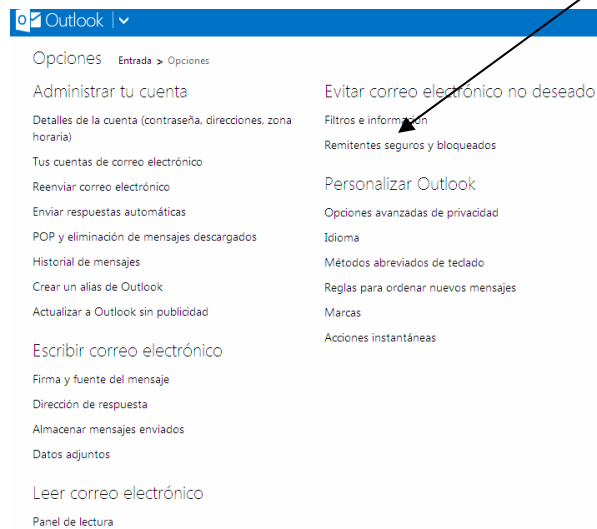 Outlook
Opciones Entrada > Opciones
Administrar tu cuenta
Detalles de la cuenta (contraseña, direcciones, zona
horaria)
Tus cuentas de correo electrónico
Reenviar correo electrónico
Enviar respuestas automáticas
POP y eliminación de mensajes descargados
Historial de mensajes
Crear un alias de Outlook
Actualizar a Outlook sin publicidad
Escribir correo electrónico
Firma y fuente del mensaje
Dirección de respuesta
Almacenar mensajes enviados
Datos adjuntos
Leer correo electrónico
Panel de lectura
Evitar correo electrónico no deseado
Filtros e información
Remitentes seguros y bloqueados
Personalizar Outlook
Opciones avanzadas de privacidad
Idioma
Métodos abreviados de teclado
Reglas para ordenar nuevos mensajes
Marcas
Acciones instantáneas